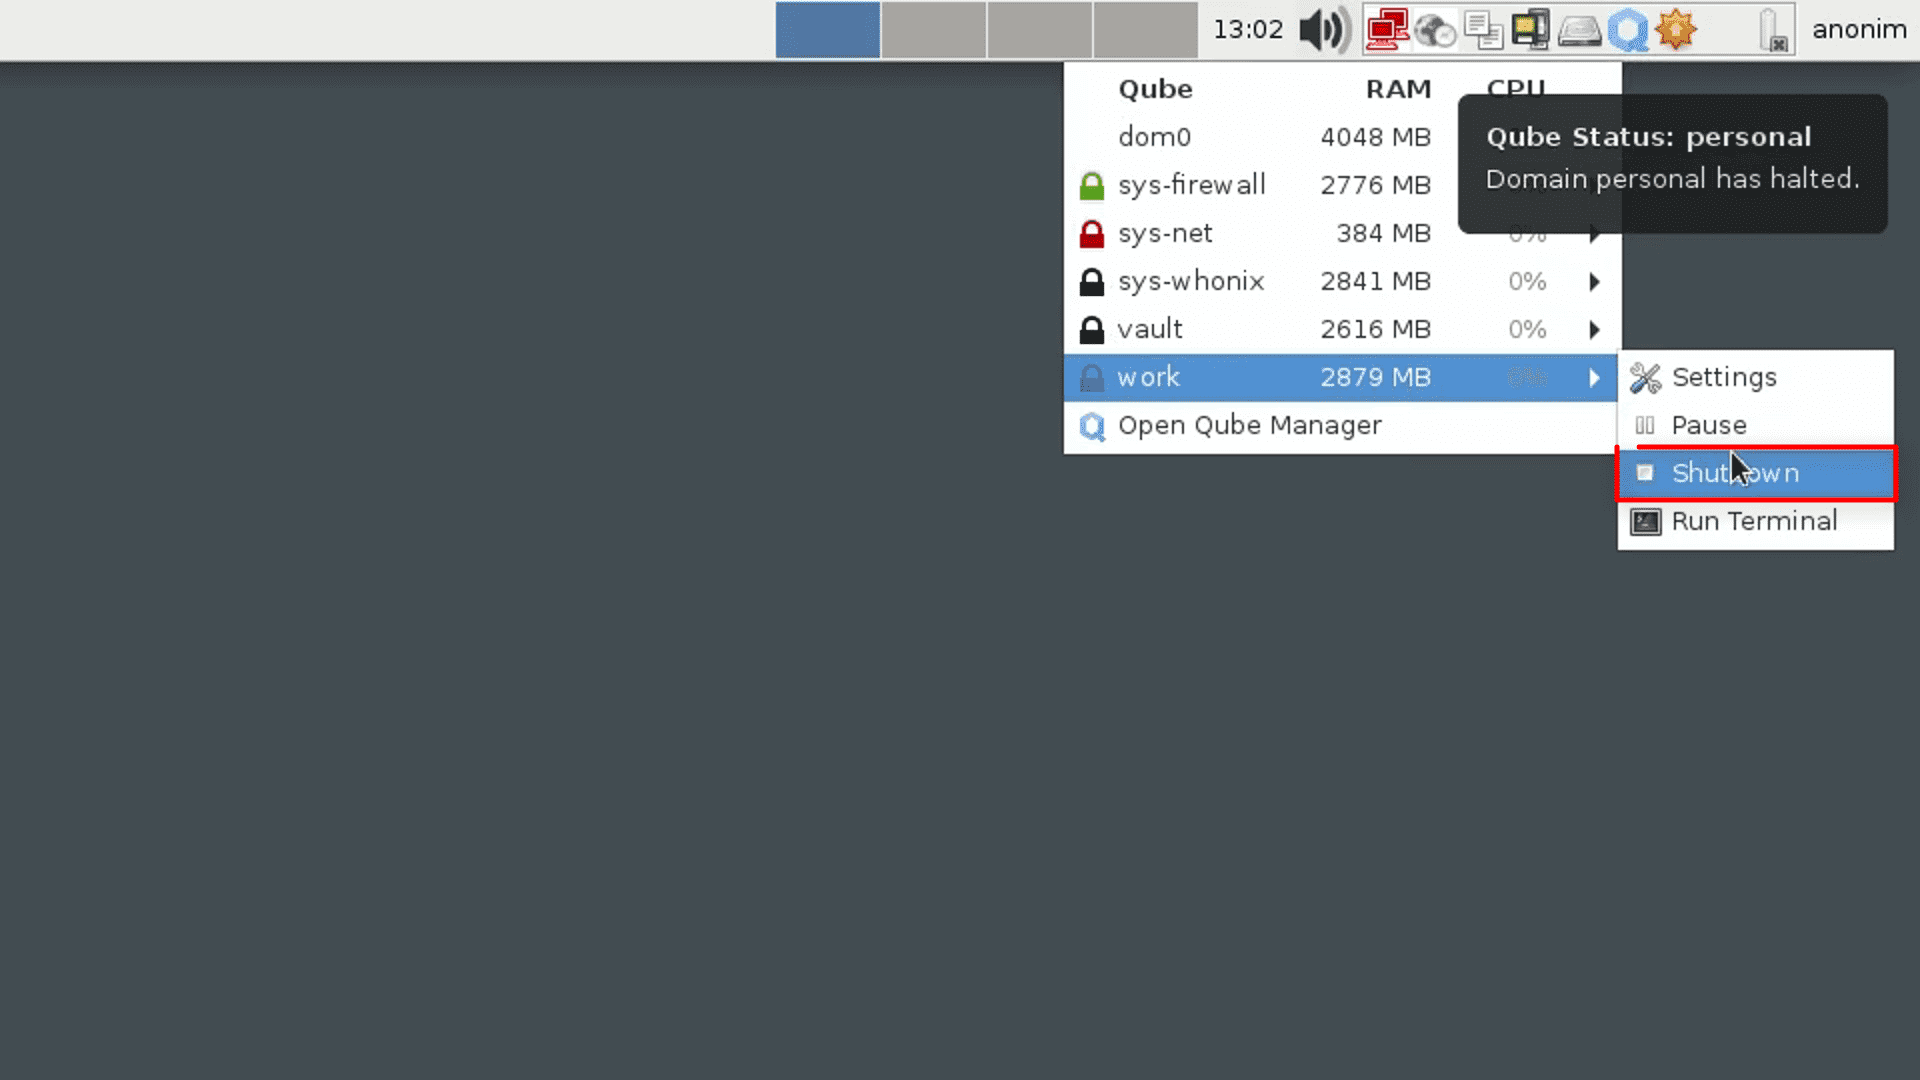 13:02 anonim
Qube RAM CPU
dom0 4048 MB
sys-firewall 2776 MB
sys-net 384 MB 0%
sys-whonix 2841 MB 0%
vault 2616 MB 0%
work 2879 MB 0%
Open Qube Manager
Qube Status: personal
Domain personal has halted.
Settings
Pause
Shutdown
Run Terminal